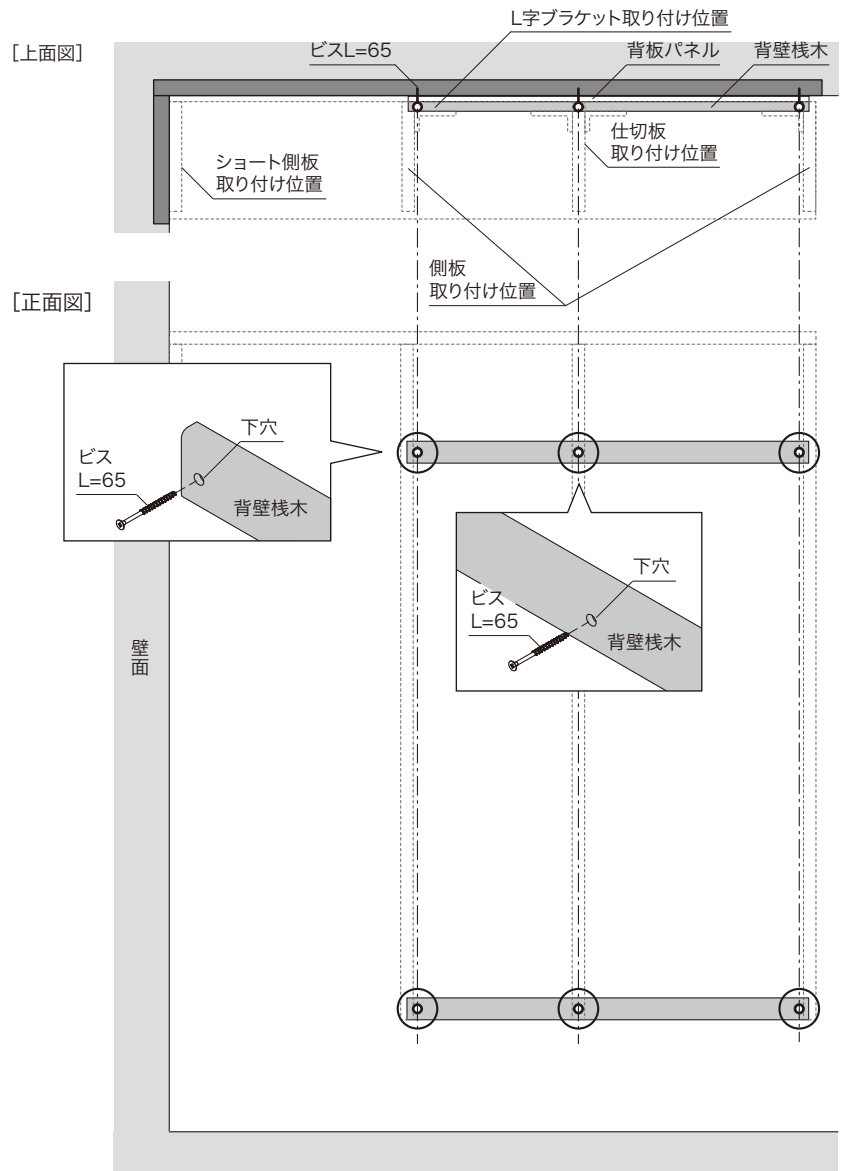 ［上面図］
L字ブラケット取り付け位置
ビスL=65
背板パネル
背壁桟木
ショート側板
取り付け位置
仕切板
取り付け位置
側板
取り付け位置
［正面図］
下穴
ビス
L=65
背壁桟木
下穴
ビス
L=65
背壁桟木
壁面